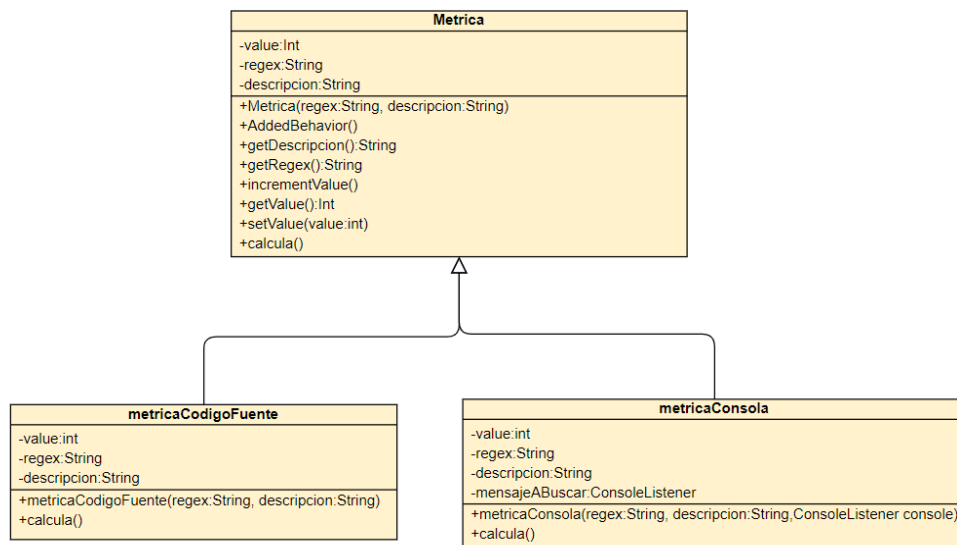 Metrica
-value:Int
-regex:String
-descripcion:String
+Metrica(regex:String, descripcion:String)
+AddedBehavior()
+getDescripcion():String
+getRegex():String
+incrementValue()
+getValue():Int
+setValue(value:int)
+calcula()
metricaCodigoFuente
-value:int
-regex:String
-descripcion:String
+metricaCodigoFuente(regex:String, descripcion:String)
+calcula()
metricaConsola
-value:int
-regex:String
-descripcion:String
-mensajeABuscar:ConsoleListener
+metricaConsola(regex:String, descripcion:String,ConsoleListener console)
+calcula()